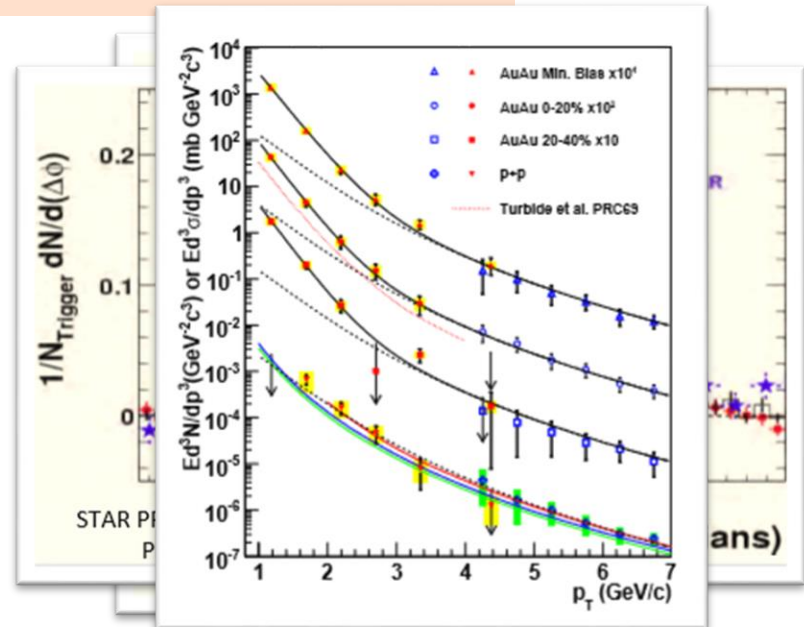 10⁴
10³
10²
10
1
10⁻¹
10⁻²
10⁻³
10⁻⁴
10⁻⁵
10⁻⁶
10⁻⁷
Ed³N/dp³(GeV⁻²c³) or Ed³σ/dp³ (mb GeV⁻²c³)
AuAu Min. Bias x10⁴
AuAu 0-20% x10²
AuAu 20-40% x10
p+p
Turbide et al. PRC69
1 2 3 4 5 6 7
p_T (GeV/c)
1/N_Trigger dN/d(Δϕ)
0.2
0.1
0
R
STAR
P
ans)